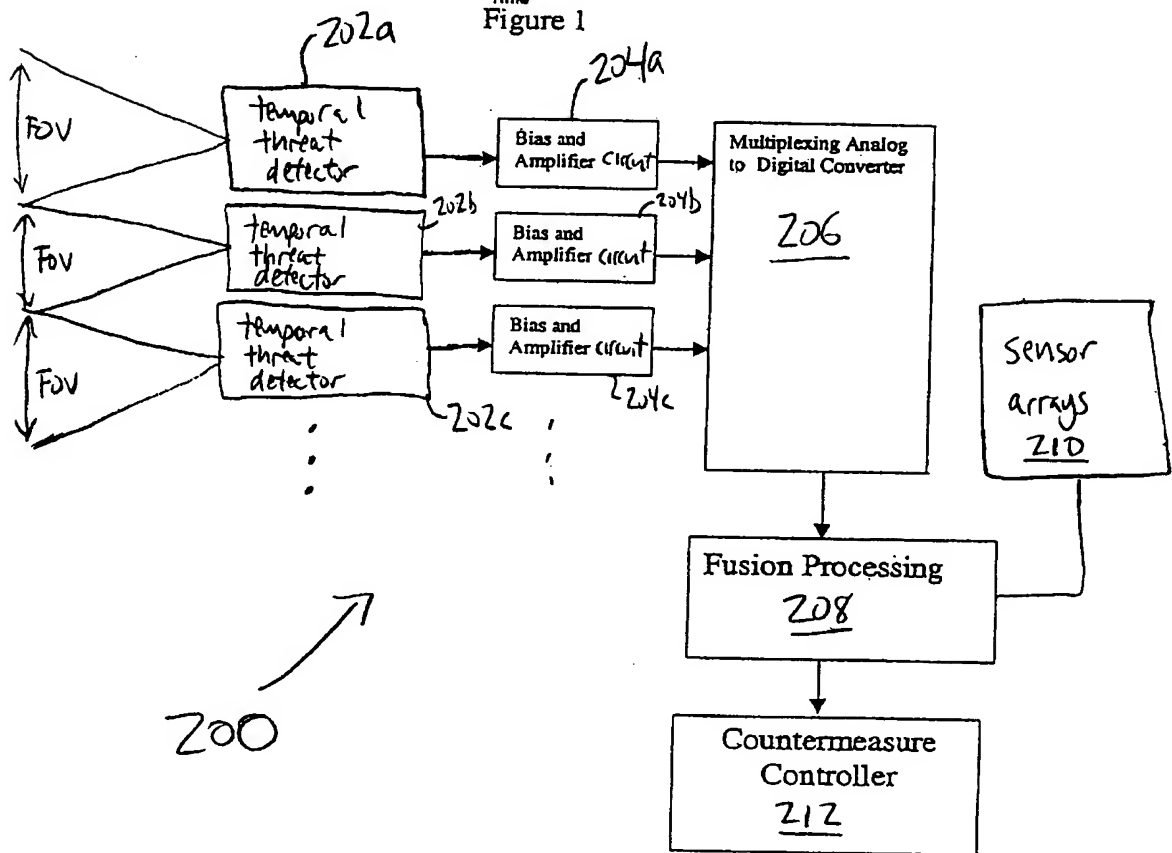 Time
Figure 1
202a
204a
FOV
temporal
threat
detector
Bias and
Amplifier Circuit
Multiplexing Analog
to Digital Converter
206
FOV
temporal
threat
detector
202b
Bias and
Amplifier Circuit
204b
FOV
temporal
threat
detector
202c
Bias and
Amplifier Circuit
204c
sensor
arrays
210
Fusion Processing
208
200
Countermeasure
Controller
212